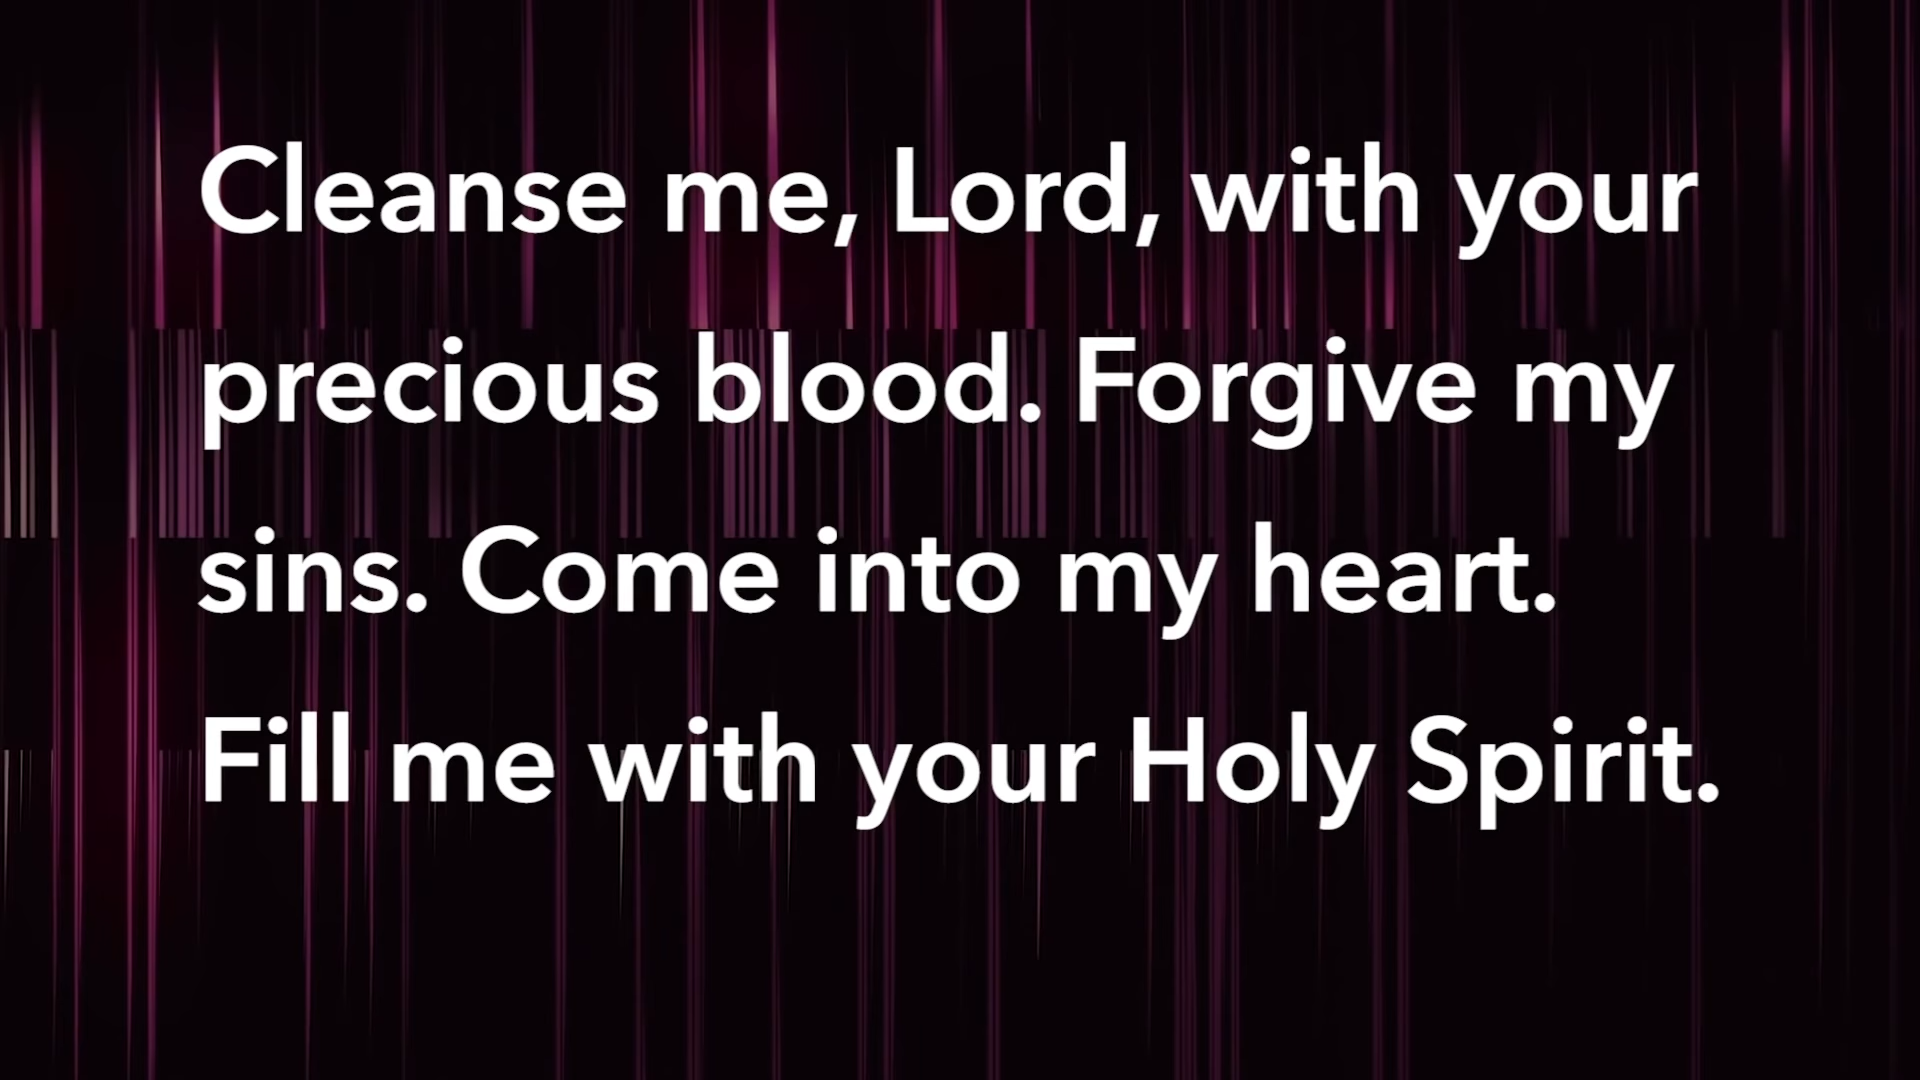 Cleanse me, Lord, with your
precious blood. Forgive my
sins. Come into my heart.
Fill me with your Holy Spirit.